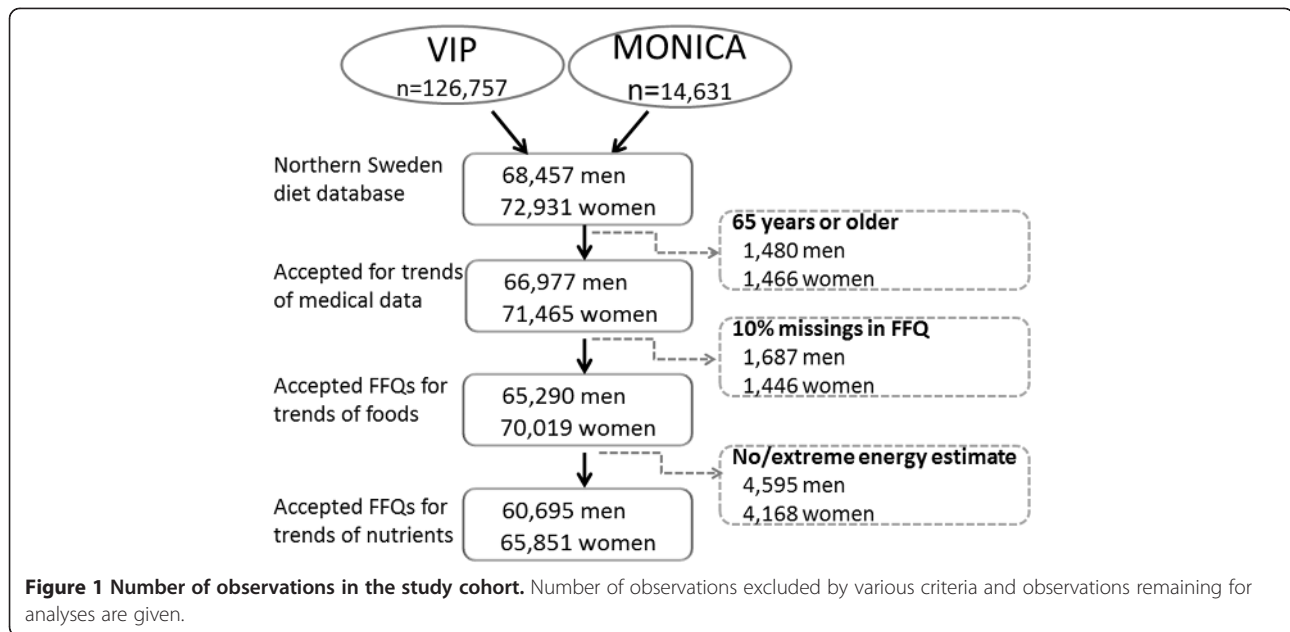 VIP
n=126,757
MONICA
n=14,631
Northern Sweden
diet database
68,457 men
72,931 women
65 years or older
1,480 men
1,466 women
Accepted for trends
of medical data
66,977 men
71,465 women
10% missings in FFQ
1,687 men
1,446 women
Accepted FFQs for
trends of foods
65,290 men
70,019 women
No/extreme energy estimate
4,595 men
4,168 women
Accepted FFQs for
trends of nutrients
60,695 men
65,851 women
Figure 1 Number of observations in the study cohort. Number of observations excluded by various criteria and observations remaining for
analyses are given.